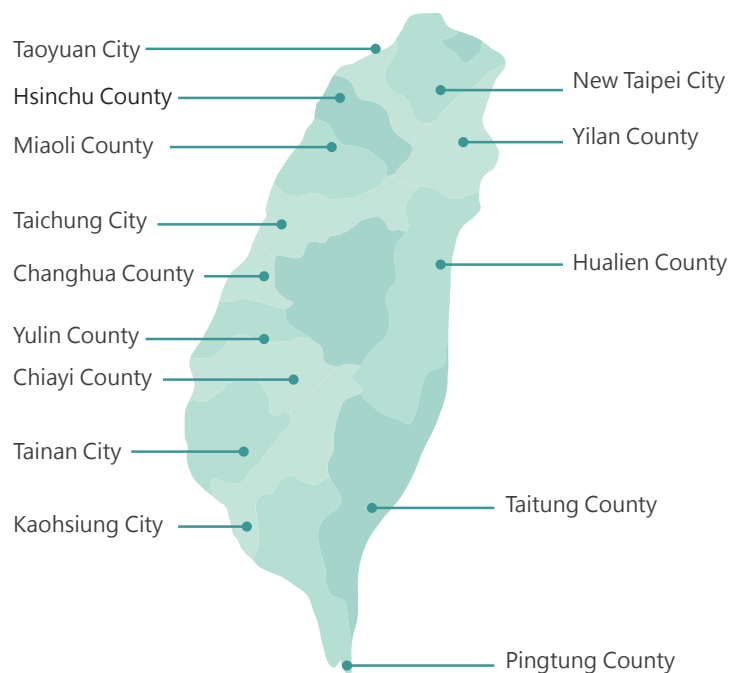 Taoyuan City
Hsinchu County
Miaoli County
Taichung City
Changhua County
Yulin County
Chiayi County
Tainan City
Kaohsiung City
New Taipei City
Yilan County
Hualien County
Taitung County
Pingtung County